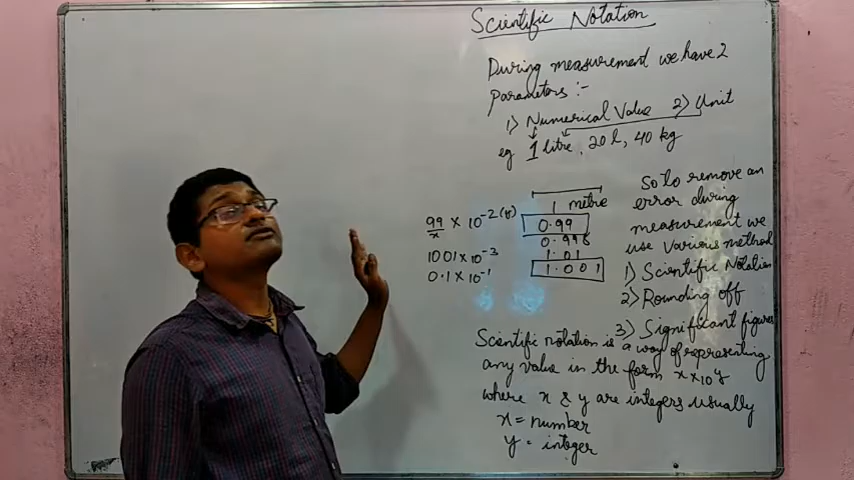 Scientific Notation
During measurement we have 2
parameters :-
1) Numerical Value 2) Unit
eg 1 litre, 20 l, 40 kg
1 metre
99/x × 10^-2(y) 0.99
0.998
1001 × 10^-3 1.01
0.1 × 10^-1 1.001
So to remove an
error during
measurement we
use various method
1) Scientific Notation
2) Rounding off
3) Significant figures
Scientific notation is a way of representing
any value in the form x × 10^y
where x & y are integers usually
x = number
y = integer